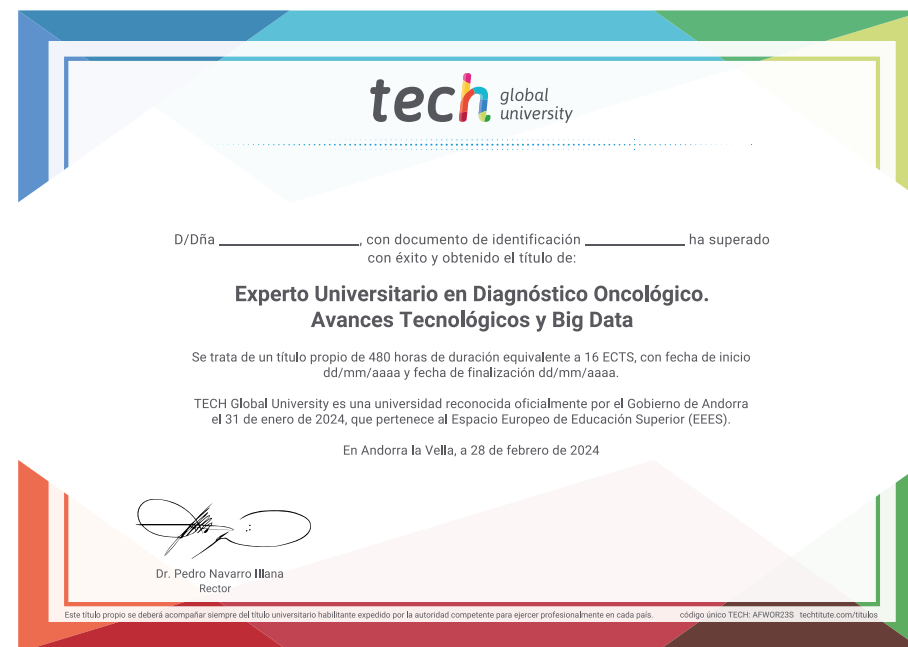 tech global university
D/Dña ____________________, con documento de identificación ______________ ha superado
con éxito y obtenido el título de:
Experto Universitario en Diagnóstico Oncológico.
Avances Tecnológicos y Big Data
Se trata de un título propio de 480 horas de duración equivalente a 16 ECTS, con fecha de inicio
dd/mm/aaaa y fecha de finalización dd/mm/aaaa.
TECH Global University es una universidad reconocida oficialmente por el Gobierno de Andorra
el 31 de enero de 2024, que pertenece al Espacio Europeo de Educación Superior (EEES).
En Andorra la Vella, a 28 de febrero de 2024
Dr. Pedro Navarro Illana
Rector
Este título propio se deberá acompañar siempre del título universitario habilitante expedido por la autoridad competente para ejercer profesionalmente en cada país. código único TECH: AFWOR23S techtitute.com/titulos